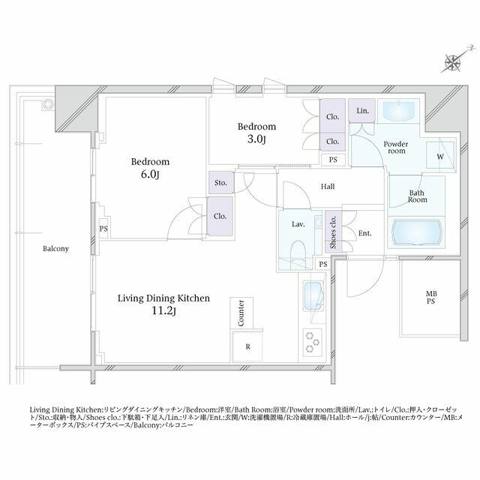 Bedroom
3.0J
Clo.
Clo.
Lin.
Powder
room
W
PS
Bedroom
6.0J
Sto.
Clo.
Hall
Bath
Room
PS
Lav.
Shoes clo.
Ent.
Balcony
PS
Living Dining Kitchen
11.2J
Counter
R
MB
PS
Living Dining Kitchen:リビングダイニングキッチン/Bedroom:洋室/Bath Room:浴室/Powder room:洗面所/Lav.:トイレ/Clo.:押入・クローゼッ
ト/Sto.:収納・物入/Shoes clo.:下駄箱・下足入/Lin.:リネン庫/Ent.:玄関/W:洗濯機置場/R:冷蔵庫置場/Hall:ホール/j:帖/Counter:カウンター/MB:メ
ーターボックス/PS:パイプスペース/Balcony:バルコニー